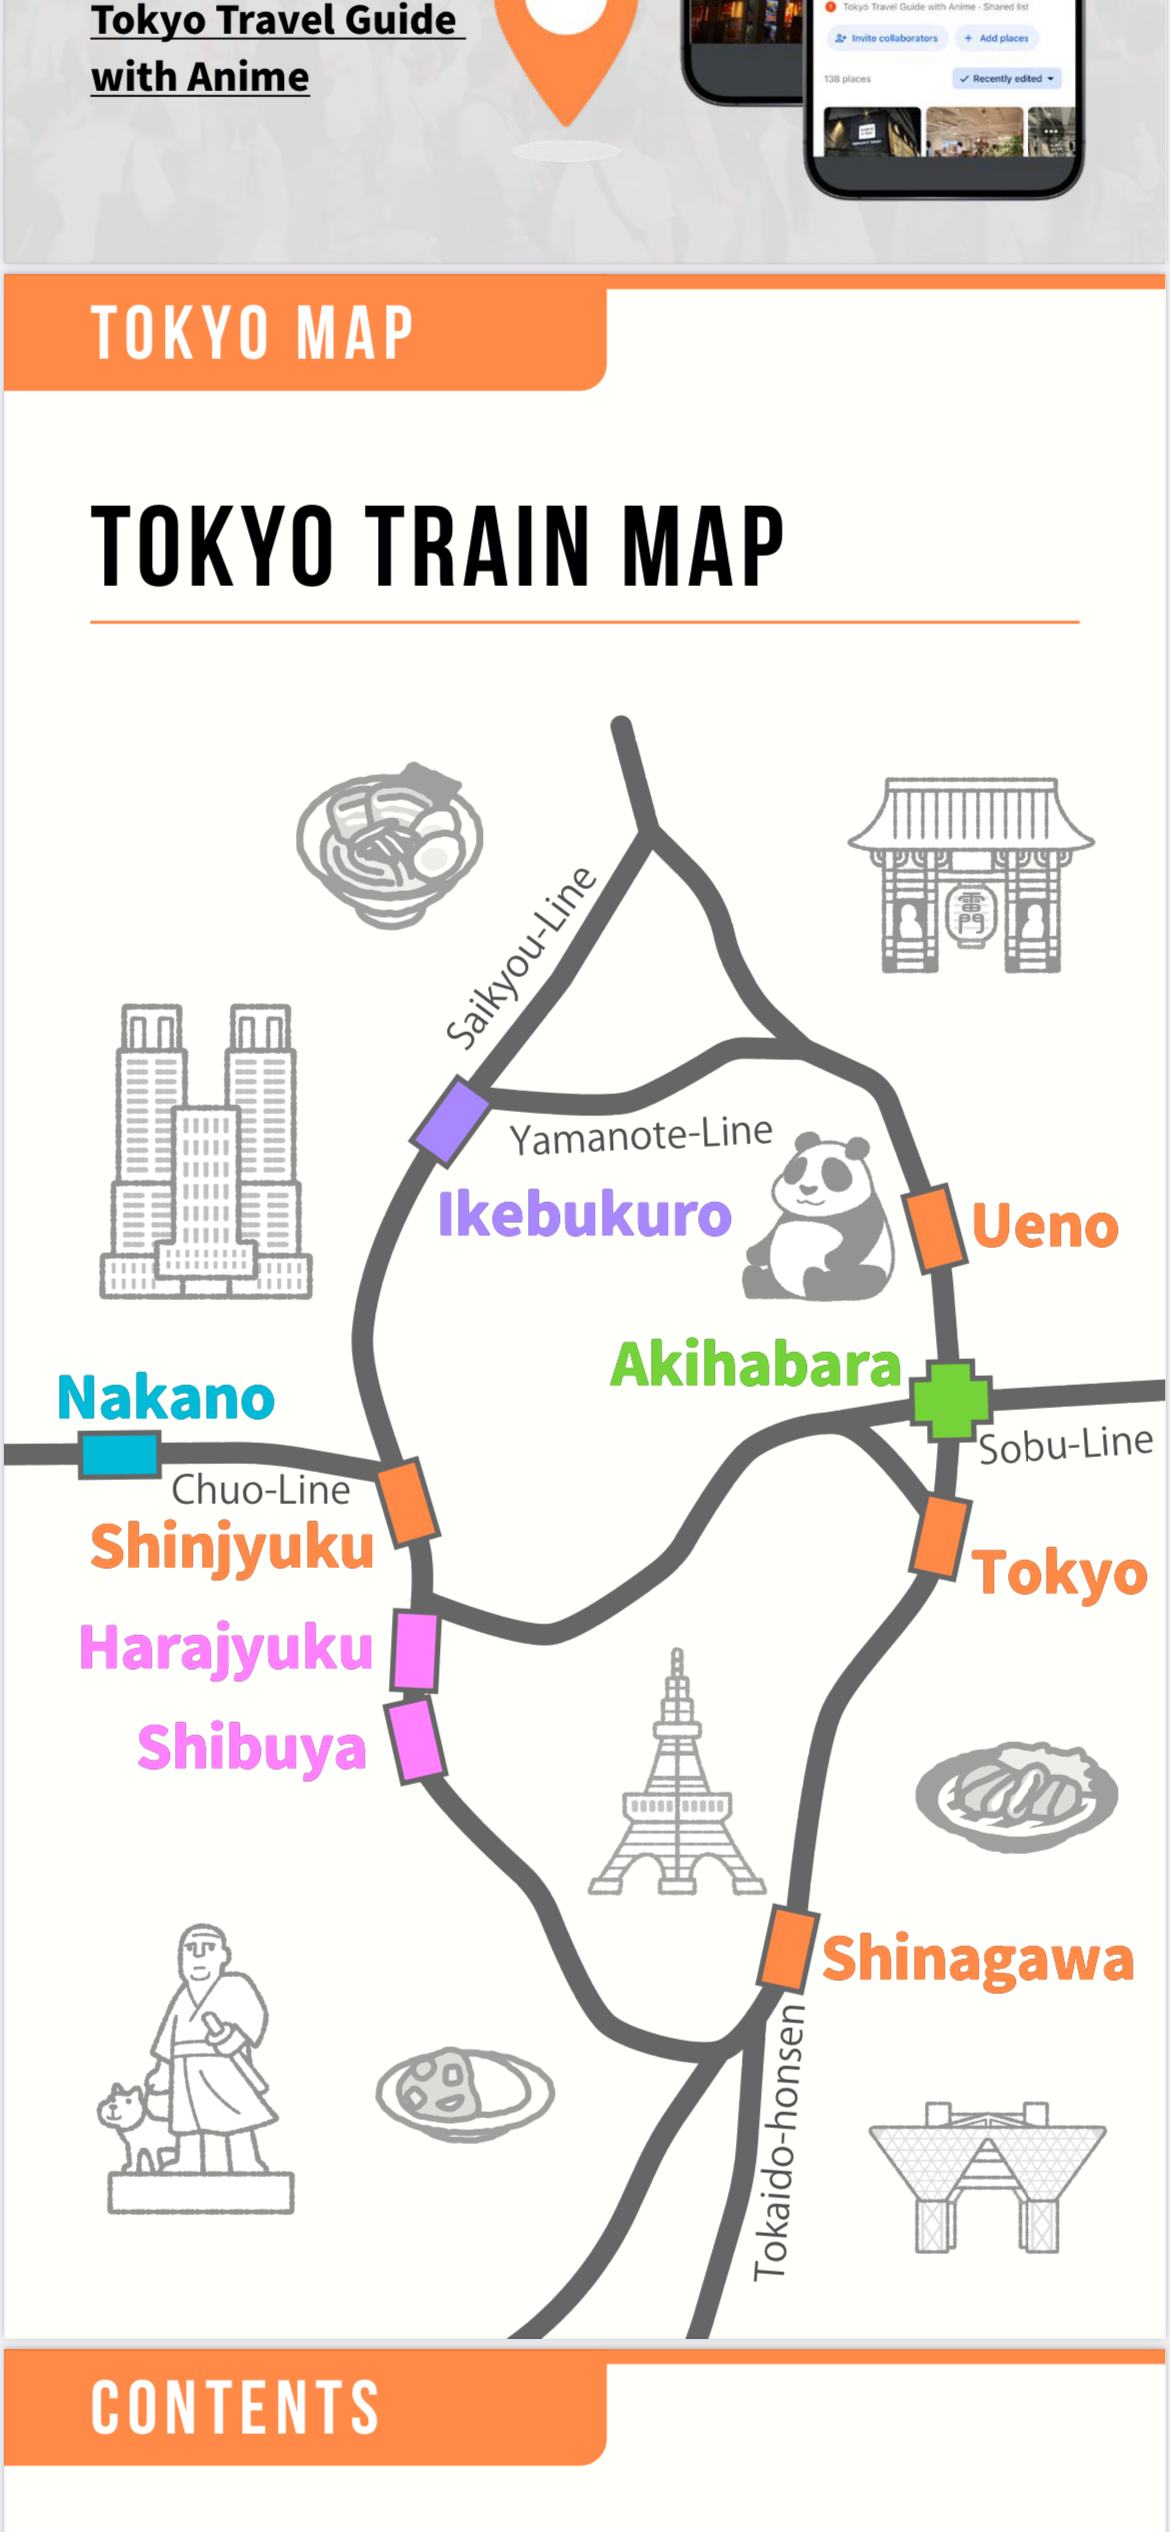 Tokyo Travel Guide
with Anime
Tokyo Travel Guide with Anime · Shared list
Invite collaborators
Add places
138 places
Recently edited
TOKYO MAP
TOKYO TRAIN MAP
Saikyou-Line
雷門
Yamanote-Line
Ikebukuro
Ueno
Akihabara
Nakano
Sobu-Line
Chuo-Line
Shinjyuku
Tokyo
Harajyuku
Shibuya
Shinagawa
Tokaido-honsen
CONTENTS